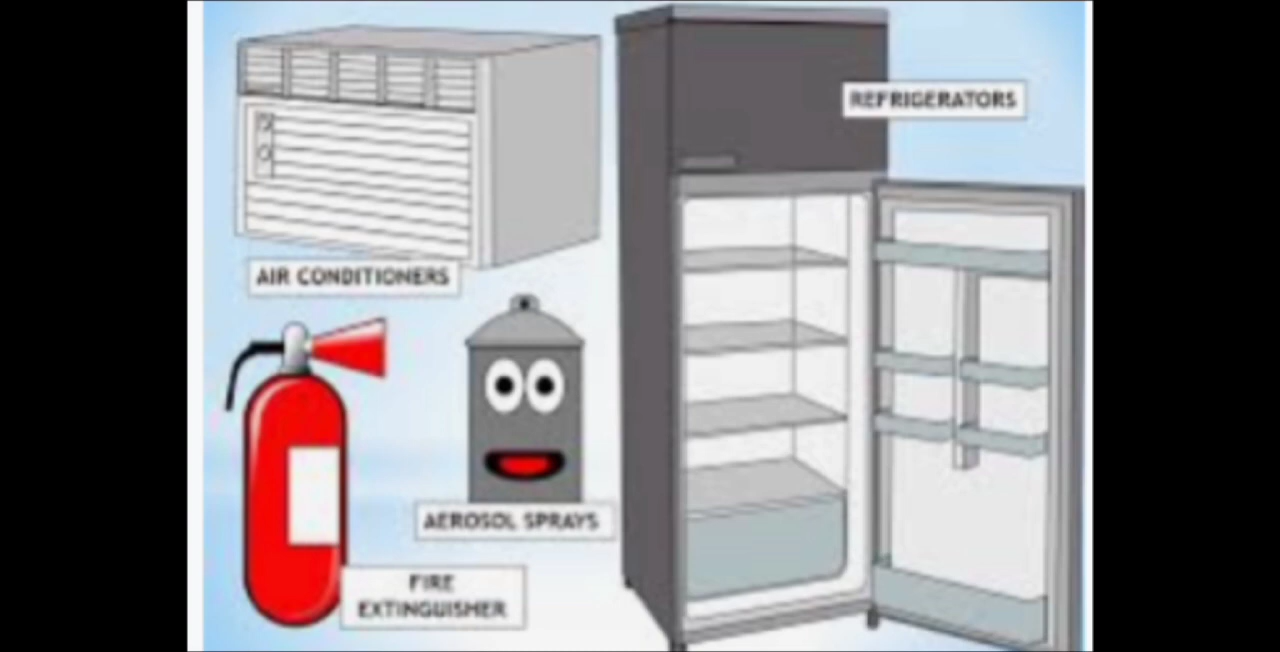 REFRIGERATORS
AIR CONDITIONERS
AEROSOL SPRAYS
FIRE
EXTINGUISHER